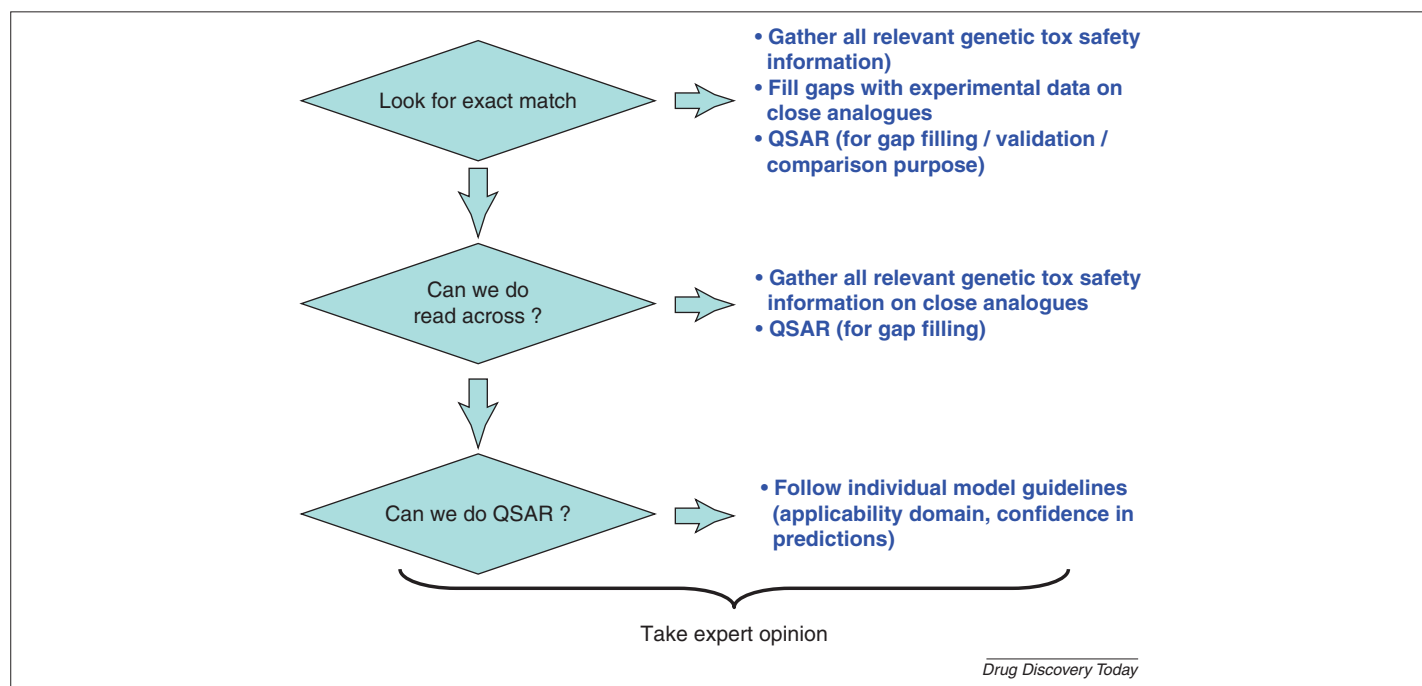 Look for exact match
• Gather all relevant genetic tox safety
information)
• Fill gaps with experimental data on
close analogues
• QSAR (for gap filling / validation /
comparison purpose)
Can we do
read across ?
• Gather all relevant genetic tox safety
information on close analogues
• QSAR (for gap filling)
Can we do QSAR ?
• Follow individual model guidelines
(applicability domain, confidence in
predictions)
Take expert opinion
Drug Discovery Today